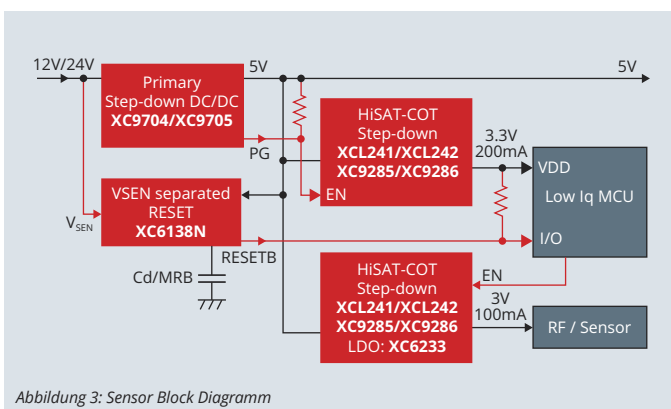 12V/24V
Primary
Step-down DC/DC
XC9704/XC9705
5V
5V
PG
HiSAT-COT
Step-down
XCL241/XCL242
XC9285/XC9286
EN
3.3V
200mA
VDD
Low Iq MCU
I/O
VSEN separated
RESET
XC6138N
VSEN
RESETB
Cd/MRB
HiSAT-COT
Step-down
XCL241/XCL242
XC9285/XC9286
LDO: XC6233
EN
3V
100mA
RF / Sensor
Abbildung 3: Sensor Block Diagramm